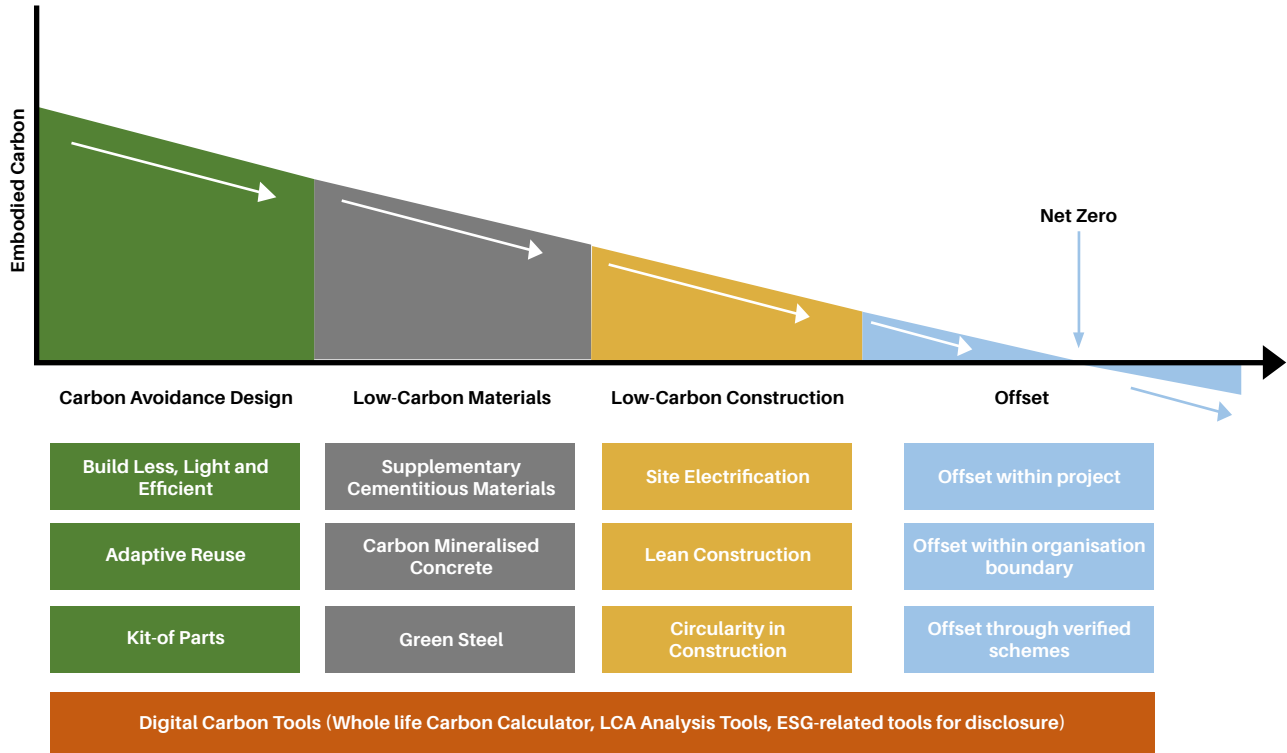 Embodied Carbon
Net Zero
Carbon Avoidance Design
Low-Carbon Materials
Low-Carbon Construction
Offset
Build Less, Light and
Efficient
Supplementary
Cementitious Materials
Site Electrification
Offset within project
Adaptive Reuse
Carbon Mineralised
Concrete
Lean Construction
Offset within organisation
boundary
Kit-of Parts
Green Steel
Circularity in
Construction
Offset through verified
schemes
Digital Carbon Tools (Whole life Carbon Calculator, LCA Analysis Tools, ESG-related tools for disclosure)